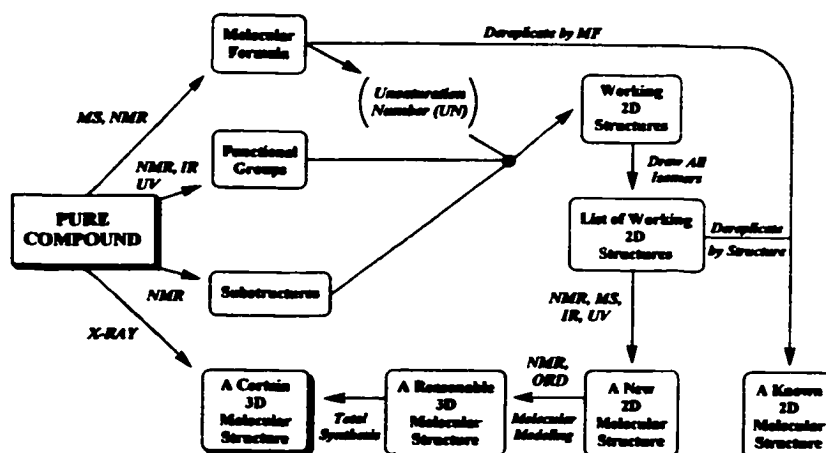 Molecular
Formula
Dereplicate by MF
Unsaturation
Number (UN)
Working
2D
Structures
MS, NMR
NMR, IR
UV
Functional
Groups
Draw All
Isomers
PURE
COMPOUND
List of Working
2D
Structures
Dereplicate
by Structure
NMR
Substructures
NMR, MS,
IR, UV
X-RAY
NMR,
ORD
A Certain
3D
Molecular
Structure
Total
Synthesis
A Reasonable
3D
Molecular
Structure
Molecular
Modeling
A New
2D
Molecular
Structure
A Known
2D
Molecular
Structure